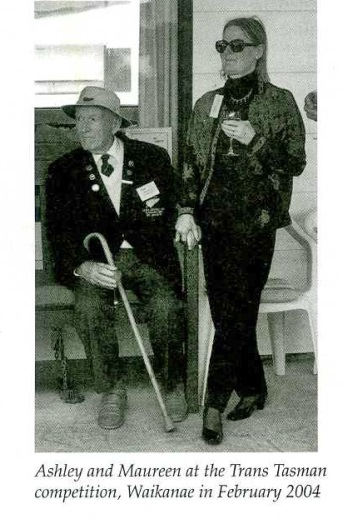 Ashley and Maureen at the Trans Tasman
competition, Waikanae in February 2004